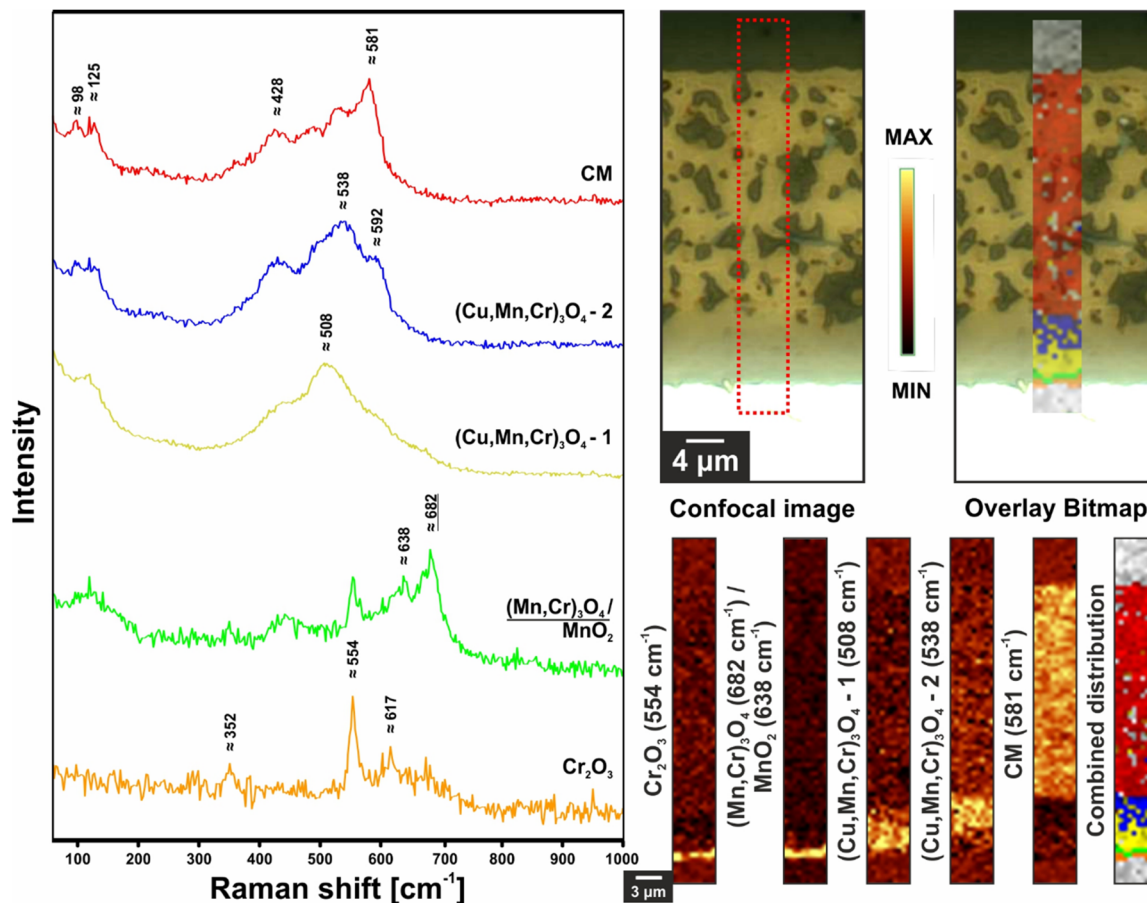 Intensity
≈ 98
≈ 125
≈ 428
≈ 581
CM
≈ 538
≈ 592
(Cu,Mn,Cr)₃O₄ - 2
≈ 508
(Cu,Mn,Cr)₃O₄ - 1
≈ 638
≈ 682
(Mn,Cr)₃O₄/
MnO₂
≈ 352
≈ 554
≈ 617
Cr₂O₃
100 200 300 400 500 600 700 800 900 1000
Raman shift [cm⁻¹]
4 μm
MAX
MIN
Confocal image
Overlay Bitmap
Cr₂O₃ (554 cm⁻¹)
(Mn,Cr)₃O₄ (682 cm⁻¹) /
MnO₂ (638 cm⁻¹)
(Cu,Mn,Cr)₃O₄ - 1 (508 cm⁻¹)
(Cu,Mn,Cr)₃O₄ - 2 (538 cm⁻¹)
CM (581 cm⁻¹)
Combined distribution
3 μm